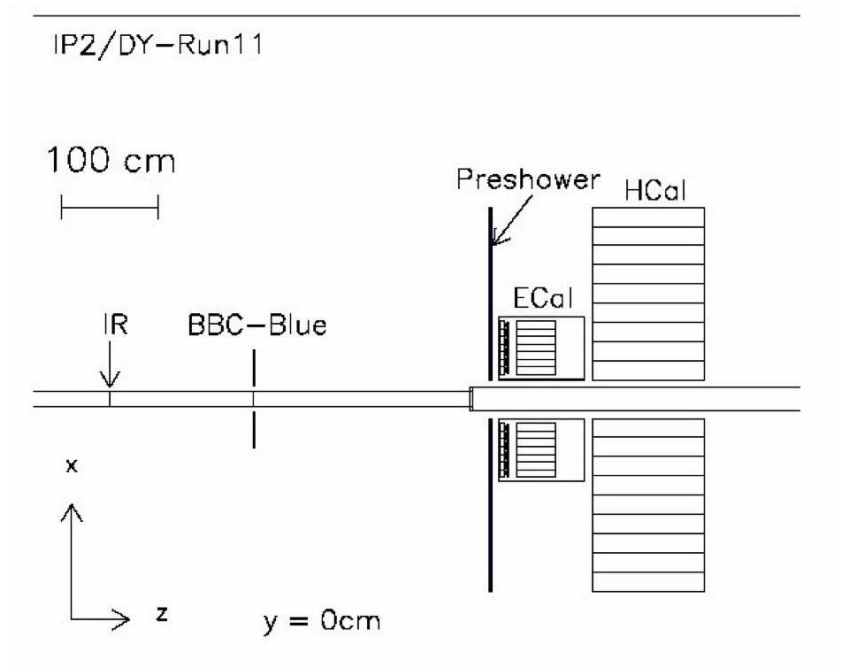 IP2/DY-Run11
100 cm
Preshower
HCal
ECal
IR
BBC-Blue
x
z
y = 0cm